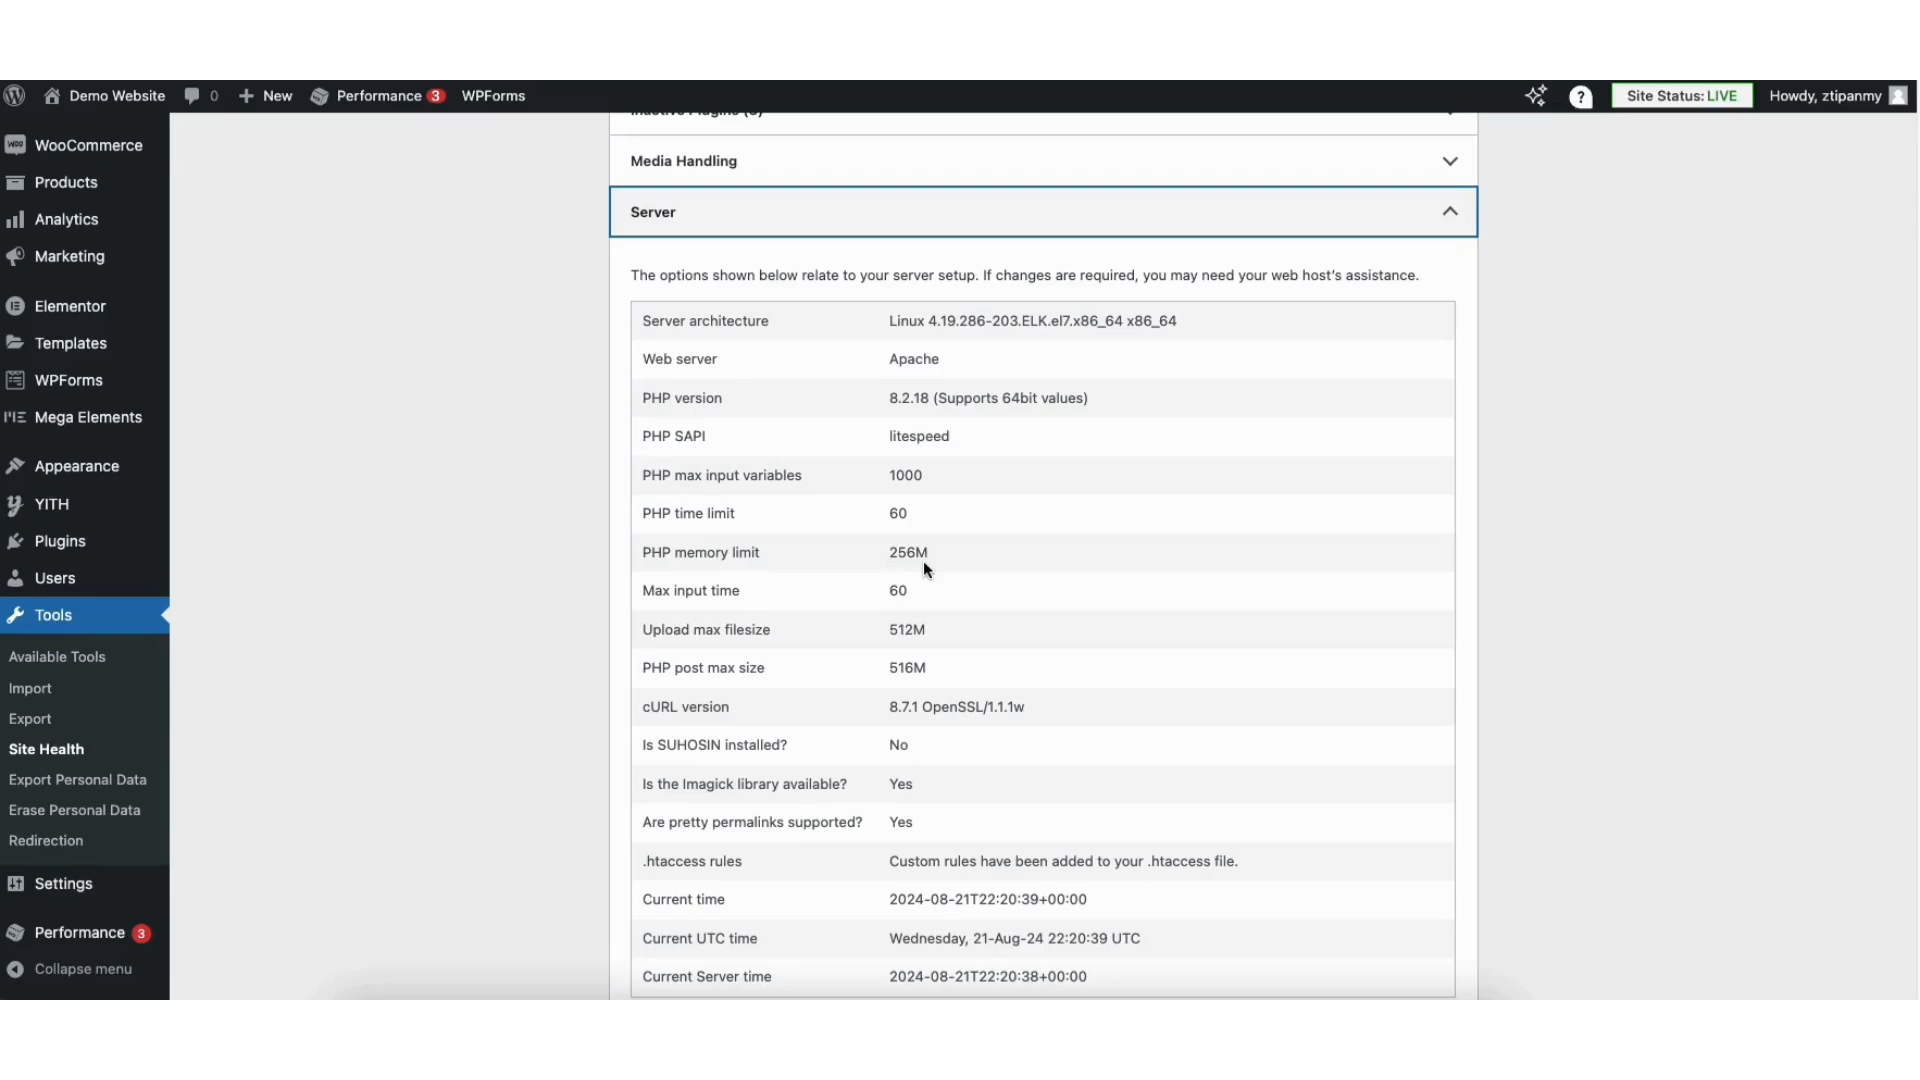 Demo Website 0 New Performance 3 WPForms ? Site Status: LIVE Howdy, ztipanmy
WooCommerce
Products
Analytics
Marketing
Elementor
Templates
WPForms
Mega Elements
Appearance
YITH
Plugins
Users
Tools
Available Tools
Import
Export
Site Health
Export Personal Data
Erase Personal Data
Redirection
Settings
Performance 3
Collapse menu
Media Handling
Server
The options shown below relate to your server setup. If changes are required, you may need your web host's assistance.
Server architecture Linux 4.19.286-203.ELK.el7.x86_64 x86_64
Web server Apache
PHP version 8.2.18 (Supports 64bit values)
PHP SAPI litespeed
PHP max input variables 1000
PHP time limit 60
PHP memory limit 256M
Max input time 60
Upload max filesize 512M
PHP post max size 516M
cURL version 8.7.1 OpenSSL/1.1.1w
Is SUHOSIN installed? No
Is the Imagick library available? Yes
Are pretty permalinks supported? Yes
.htaccess rules Custom rules have been added to your .htaccess file.
Current time 2024-08-21T22:20:39+00:00
Current UTC time Wednesday, 21-Aug-24 22:20:39 UTC
Current Server time 2024-08-21T22:20:38+00:00